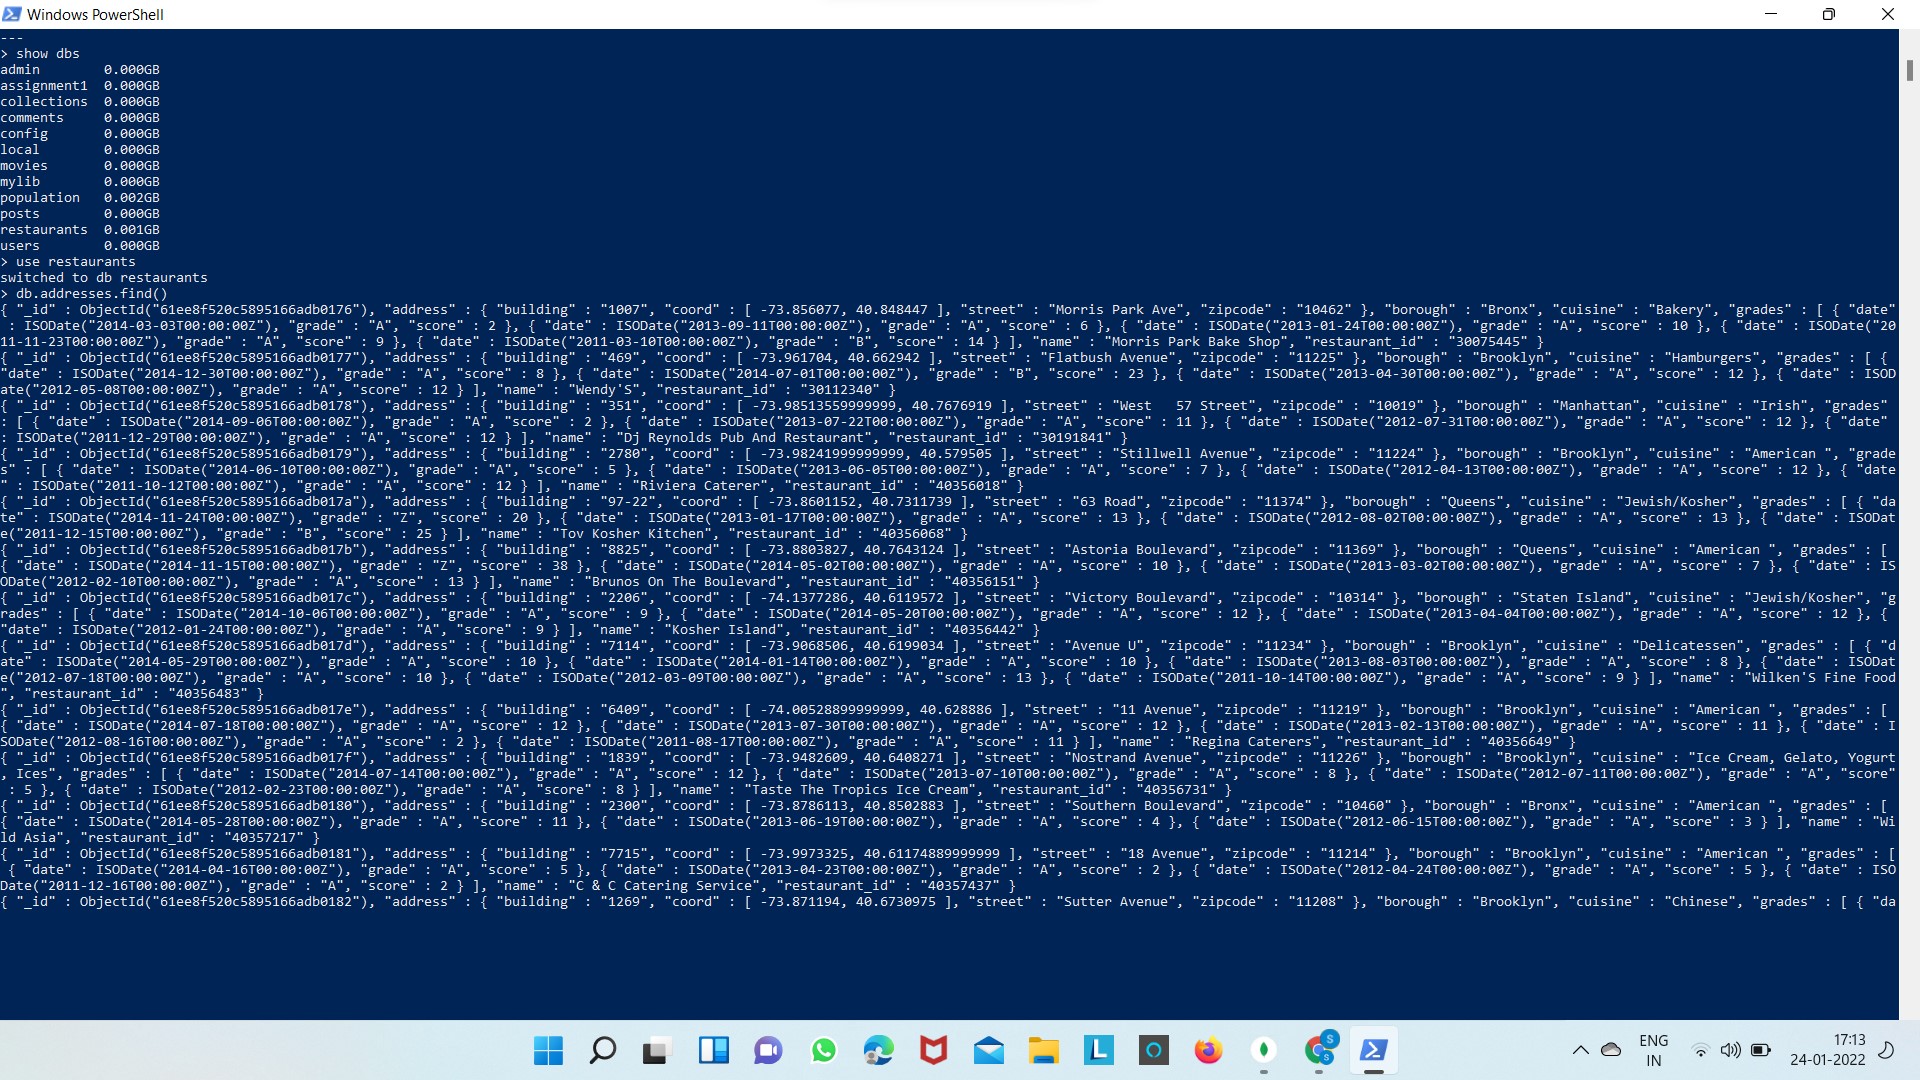 Windows PowerShell
---
> show dbs
admin        0.000GB
assignment1  0.000GB
collections  0.000GB
comments     0.000GB
config       0.000GB
local        0.000GB
movies       0.000GB
mylib        0.000GB
population   0.002GB
posts        0.000GB
restaurants  0.001GB
users        0.000GB
> use restaurants
switched to db restaurants
> db.addresses.find()
{ "_id" : ObjectId("61ee8f520c5895166adb0176"), "address" : { "building" : "1007", "coord" : [ -73.856077, 40.848447 ], "street" : "Morris Park Ave", "zipcode" : "10462" }, "borough" : "Bronx", "cuisine" : "Bakery", "grades" : [ { "date"
 : ISODate("2014-03-03T00:00:00Z"), "grade" : "A", "score" : 2 }, { "date" : ISODate("2013-09-11T00:00:00Z"), "grade" : "A", "score" : 6 }, { "date" : ISODate("2013-01-24T00:00:00Z"), "grade" : "A", "score" : 10 }, { "date" : ISODate("20
11-11-23T00:00:00Z"), "grade" : "A", "score" : 9 }, { "date" : ISODate("2011-03-10T00:00:00Z"), "grade" : "B", "score" : 14 } ], "name" : "Morris Park Bake Shop", "restaurant_id" : "30075445" }
{ "_id" : ObjectId("61ee8f520c5895166adb0177"), "address" : { "building" : "469", "coord" : [ -73.961704, 40.662942 ], "street" : "Flatbush Avenue", "zipcode" : "11225" }, "borough" : "Brooklyn", "cuisine" : "Hamburgers", "grades" : [ {
"date" : ISODate("2014-12-30T00:00:00Z"), "grade" : "A", "score" : 8 }, { "date" : ISODate("2014-07-01T00:00:00Z"), "grade" : "B", "score" : 23 }, { "date" : ISODate("2013-04-30T00:00:00Z"), "grade" : "A", "score" : 12 }, { "date" : ISOD
ate("2012-05-08T00:00:00Z"), "grade" : "A", "score" : 12 } ], "name" : "Wendy'S", "restaurant_id" : "30112340" }
{ "_id" : ObjectId("61ee8f520c5895166adb0178"), "address" : { "building" : "351", "coord" : [ -73.98513559999999, 40.7676919 ], "street" : "West   57 Street", "zipcode" : "10019" }, "borough" : "Manhattan", "cuisine" : "Irish", "grades"
: [ { "date" : ISODate("2014-09-06T00:00:00Z"), "grade" : "A", "score" : 2 }, { "date" : ISODate("2013-07-22T00:00:00Z"), "grade" : "A", "score" : 11 }, { "date" : ISODate("2012-07-31T00:00:00Z"), "grade" : "A", "score" : 12 }, { "date"
: ISODate("2011-12-29T00:00:00Z"), "grade" : "A", "score" : 12 } ], "name" : "Dj Reynolds Pub And Restaurant", "restaurant_id" : "30191841" }
{ "_id" : ObjectId("61ee8f520c5895166adb0179"), "address" : { "building" : "2780", "coord" : [ -73.98241999999999, 40.579505 ], "street" : "Stillwell Avenue", "zipcode" : "11224" }, "borough" : "Brooklyn", "cuisine" : "American ", "grade
s" : [ { "date" : ISODate("2014-06-10T00:00:00Z"), "grade" : "A", "score" : 5 }, { "date" : ISODate("2013-06-05T00:00:00Z"), "grade" : "A", "score" : 7 }, { "date" : ISODate("2012-04-13T00:00:00Z"), "grade" : "A", "score" : 12 }, { "date
" : ISODate("2011-10-12T00:00:00Z"), "grade" : "A", "score" : 12 } ], "name" : "Riviera Caterer", "restaurant_id" : "40356018" }
{ "_id" : ObjectId("61ee8f520c5895166adb017a"), "address" : { "building" : "97-22", "coord" : [ -73.8601152, 40.7311739 ], "street" : "63 Road", "zipcode" : "11374" }, "borough" : "Queens", "cuisine" : "Jewish/Kosher", "grades" : [ { "da
te" : ISODate("2014-11-24T00:00:00Z"), "grade" : "Z", "score" : 20 }, { "date" : ISODate("2013-01-17T00:00:00Z"), "grade" : "A", "score" : 13 }, { "date" : ISODate("2012-08-02T00:00:00Z"), "grade" : "A", "score" : 13 }, { "date" : ISODat
e("2011-12-15T00:00:00Z"), "grade" : "B", "score" : 25 } ], "name" : "Tov Kosher Kitchen", "restaurant_id" : "40356068" }
{ "_id" : ObjectId("61ee8f520c5895166adb017b"), "address" : { "building" : "8825", "coord" : [ -73.8803827, 40.7643124 ], "street" : "Astoria Boulevard", "zipcode" : "11369" }, "borough" : "Queens", "cuisine" : "American ", "grades" : [
{ "date" : ISODate("2014-11-15T00:00:00Z"), "grade" : "Z", "score" : 38 }, { "date" : ISODate("2014-05-02T00:00:00Z"), "grade" : "A", "score" : 10 }, { "date" : ISODate("2013-03-02T00:00:00Z"), "grade" : "A", "score" : 7 }, { "date" : IS
ODate("2012-02-10T00:00:00Z"), "grade" : "A", "score" : 13 } ], "name" : "Brunos On The Boulevard", "restaurant_id" : "40356151" }
{ "_id" : ObjectId("61ee8f520c5895166adb017c"), "address" : { "building" : "2206", "coord" : [ -74.1377286, 40.6119572 ], "street" : "Victory Boulevard", "zipcode" : "10314" }, "borough" : "Staten Island", "cuisine" : "Jewish/Kosher", "g
rades" : [ { "date" : ISODate("2014-10-06T00:00:00Z"), "grade" : "A", "score" : 9 }, { "date" : ISODate("2014-05-20T00:00:00Z"), "grade" : "A", "score" : 12 }, { "date" : ISODate("2013-04-04T00:00:00Z"), "grade" : "A", "score" : 12 }, {
"date" : ISODate("2012-01-24T00:00:00Z"), "grade" : "A", "score" : 9 } ], "name" : "Kosher Island", "restaurant_id" : "40356442" }
{ "_id" : ObjectId("61ee8f520c5895166adb017d"), "address" : { "building" : "7114", "coord" : [ -73.9068506, 40.6199034 ], "street" : "Avenue U", "zipcode" : "11234" }, "borough" : "Brooklyn", "cuisine" : "Delicatessen", "grades" : [ { "d
ate" : ISODate("2014-05-29T00:00:00Z"), "grade" : "A", "score" : 10 }, { "date" : ISODate("2014-01-14T00:00:00Z"), "grade" : "A", "score" : 10 }, { "date" : ISODate("2013-08-03T00:00:00Z"), "grade" : "A", "score" : 8 }, { "date" : ISODat
e("2012-07-18T00:00:00Z"), "grade" : "A", "score" : 10 }, { "date" : ISODate("2012-03-09T00:00:00Z"), "grade" : "A", "score" : 13 }, { "date" : ISODate("2011-10-14T00:00:00Z"), "grade" : "A", "score" : 9 } ], "name" : "Wilken'S Fine Food
", "restaurant_id" : "40356483" }
{ "_id" : ObjectId("61ee8f520c5895166adb017e"), "address" : { "building" : "6409", "coord" : [ -74.00528899999999, 40.628886 ], "street" : "11 Avenue", "zipcode" : "11219" }, "borough" : "Brooklyn", "cuisine" : "American ", "grades" : [
{ "date" : ISODate("2014-07-18T00:00:00Z"), "grade" : "A", "score" : 12 }, { "date" : ISODate("2013-07-30T00:00:00Z"), "grade" : "A", "score" : 12 }, { "date" : ISODate("2013-02-13T00:00:00Z"), "grade" : "A", "score" : 11 }, { "date" : I
SODate("2012-08-16T00:00:00Z"), "grade" : "A", "score" : 2 }, { "date" : ISODate("2011-08-17T00:00:00Z"), "grade" : "A", "score" : 11 } ], "name" : "Regina Caterers", "restaurant_id" : "40356649" }
{ "_id" : ObjectId("61ee8f520c5895166adb017f"), "address" : { "building" : "1839", "coord" : [ -73.9482609, 40.6408271 ], "street" : "Nostrand Avenue", "zipcode" : "11226" }, "borough" : "Brooklyn", "cuisine" : "Ice Cream, Gelato, Yogurt
, Ices", "grades" : [ { "date" : ISODate("2014-07-14T00:00:00Z"), "grade" : "A", "score" : 12 }, { "date" : ISODate("2013-07-10T00:00:00Z"), "grade" : "A", "score" : 8 }, { "date" : ISODate("2012-07-11T00:00:00Z"), "grade" : "A", "score"
 : 5 }, { "date" : ISODate("2012-02-23T00:00:00Z"), "grade" : "A", "score" : 8 } ], "name" : "Taste The Tropics Ice Cream", "restaurant_id" : "40356731" }
{ "_id" : ObjectId("61ee8f520c5895166adb0180"), "address" : { "building" : "2300", "coord" : [ -73.8786113, 40.8502883 ], "street" : "Southern Boulevard", "zipcode" : "10460" }, "borough" : "Bronx", "cuisine" : "American ", "grades" : [
{ "date" : ISODate("2014-05-28T00:00:00Z"), "grade" : "A", "score" : 11 }, { "date" : ISODate("2013-06-19T00:00:00Z"), "grade" : "A", "score" : 4 }, { "date" : ISODate("2012-06-15T00:00:00Z"), "grade" : "A", "score" : 3 } ], "name" : "Wi
ld Asia", "restaurant_id" : "40357217" }
{ "_id" : ObjectId("61ee8f520c5895166adb0181"), "address" : { "building" : "7715", "coord" : [ -73.9973325, 40.61174889999999 ], "street" : "18 Avenue", "zipcode" : "11214" }, "borough" : "Brooklyn", "cuisine" : "American ", "grades" : [
 { "date" : ISODate("2014-04-16T00:00:00Z"), "grade" : "A", "score" : 5 }, { "date" : ISODate("2013-04-23T00:00:00Z"), "grade" : "A", "score" : 2 }, { "date" : ISODate("2012-04-24T00:00:00Z"), "grade" : "A", "score" : 5 }, { "date" : ISO
Date("2011-12-16T00:00:00Z"), "grade" : "A", "score" : 2 } ], "name" : "C & C Catering Service", "restaurant_id" : "40357437" }
{ "_id" : ObjectId("61ee8f520c5895166adb0182"), "address" : { "building" : "1269", "coord" : [ -73.871194, 40.6730975 ], "street" : "Sutter Avenue", "zipcode" : "11208" }, "borough" : "Brooklyn", "cuisine" : "Chinese", "grades" : [ { "da
L
S
S
ENG
IN
17:13
24-01-2022